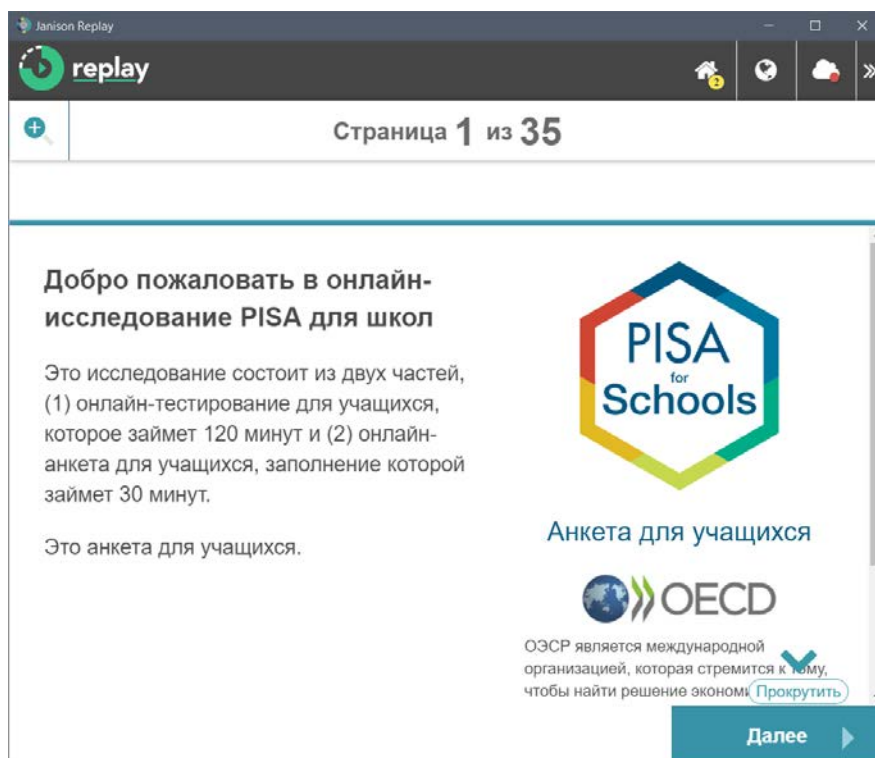 Janison Replay
replay
2
Страница 1 из 35
Добро пожаловать в онлайн-
исследование PISA для школ
Это исследование состоит из двух частей,
(1) онлайн-тестирование для учащихся,
которое займет 120 минут и (2) онлайн-
анкета для учащихся, заполнение которой
займет 30 минут.
Это анкета для учащихся.
PISA
for
Schools
Анкета для учащихся
OECD
ОЭСР является международной
организацией, которая стремится к тому,
чтобы найти решение
Прокрутить
Далее